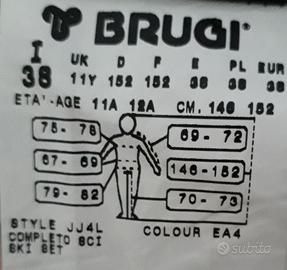 BRUGI
I UK D F E PL EUR
38 11Y 152 152 38 38 38
ETA'-AGE 11A 12A CM. 146 152
75-78 69-72
67-69 146-152
79-82 70-73
STYLE JJ4L COLOUR EA4
COMPLETO SCI
SKI SET
subito